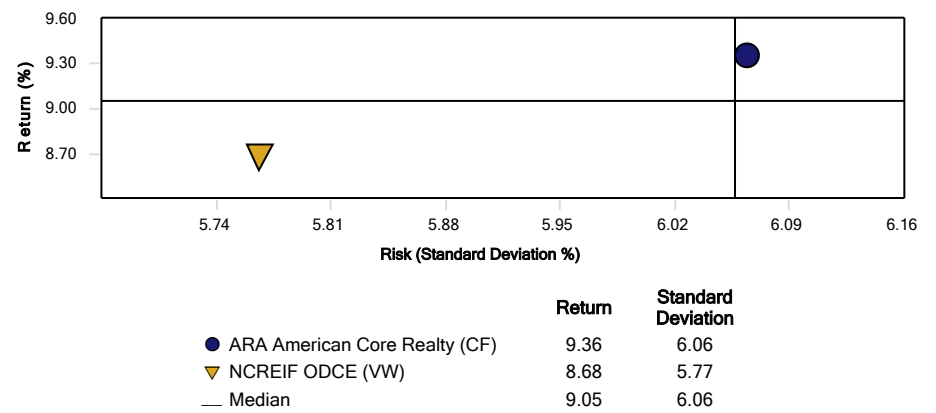 9.60
9.30
9.00
8.70
Return (%)
5.74 5.81 5.88 5.95 6.02 6.09 6.16
Risk (Standard Deviation %)
Return Standard Deviation
ARA American Core Realty (CF) 9.36 6.06
NCREIF ODCE (VW) 8.68 5.77
Median 9.05 6.06